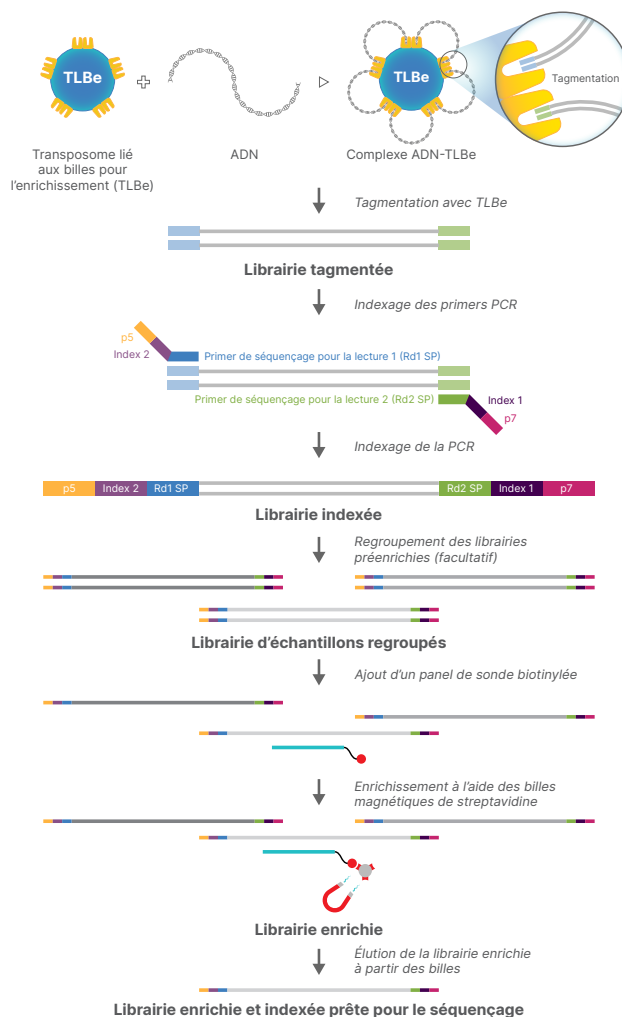 TLBe
TLBe
Tagmentation
Transposome lié
aux billes pour
l'enrichissement (TLBe)
ADN
Complexe ADN-TLBe
Tagmentation avec TLBe
Librairie tagmentée
Indexage des primers PCR
p5
Index 2
Primer de séquençage pour la lecture 1 (Rd1 SP)
Primer de séquençage pour la lecture 2 (Rd2 SP)
Index 1
p7
Indexage de la PCR
p5 Index 2 Rd1 SP Rd2 SP Index 1 p7
Librairie indexée
Regroupement des librairies
préenrichies (facultatif)
Librairie d'échantillons regroupés
Ajout d'un panel de sonde biotinylée
Enrichissement à l'aide des billes
magnétiques de streptavidine
Librairie enrichie
Élution de la librairie enrichie
à partir des billes
Librairie enrichie et indexée prête pour le séquençage